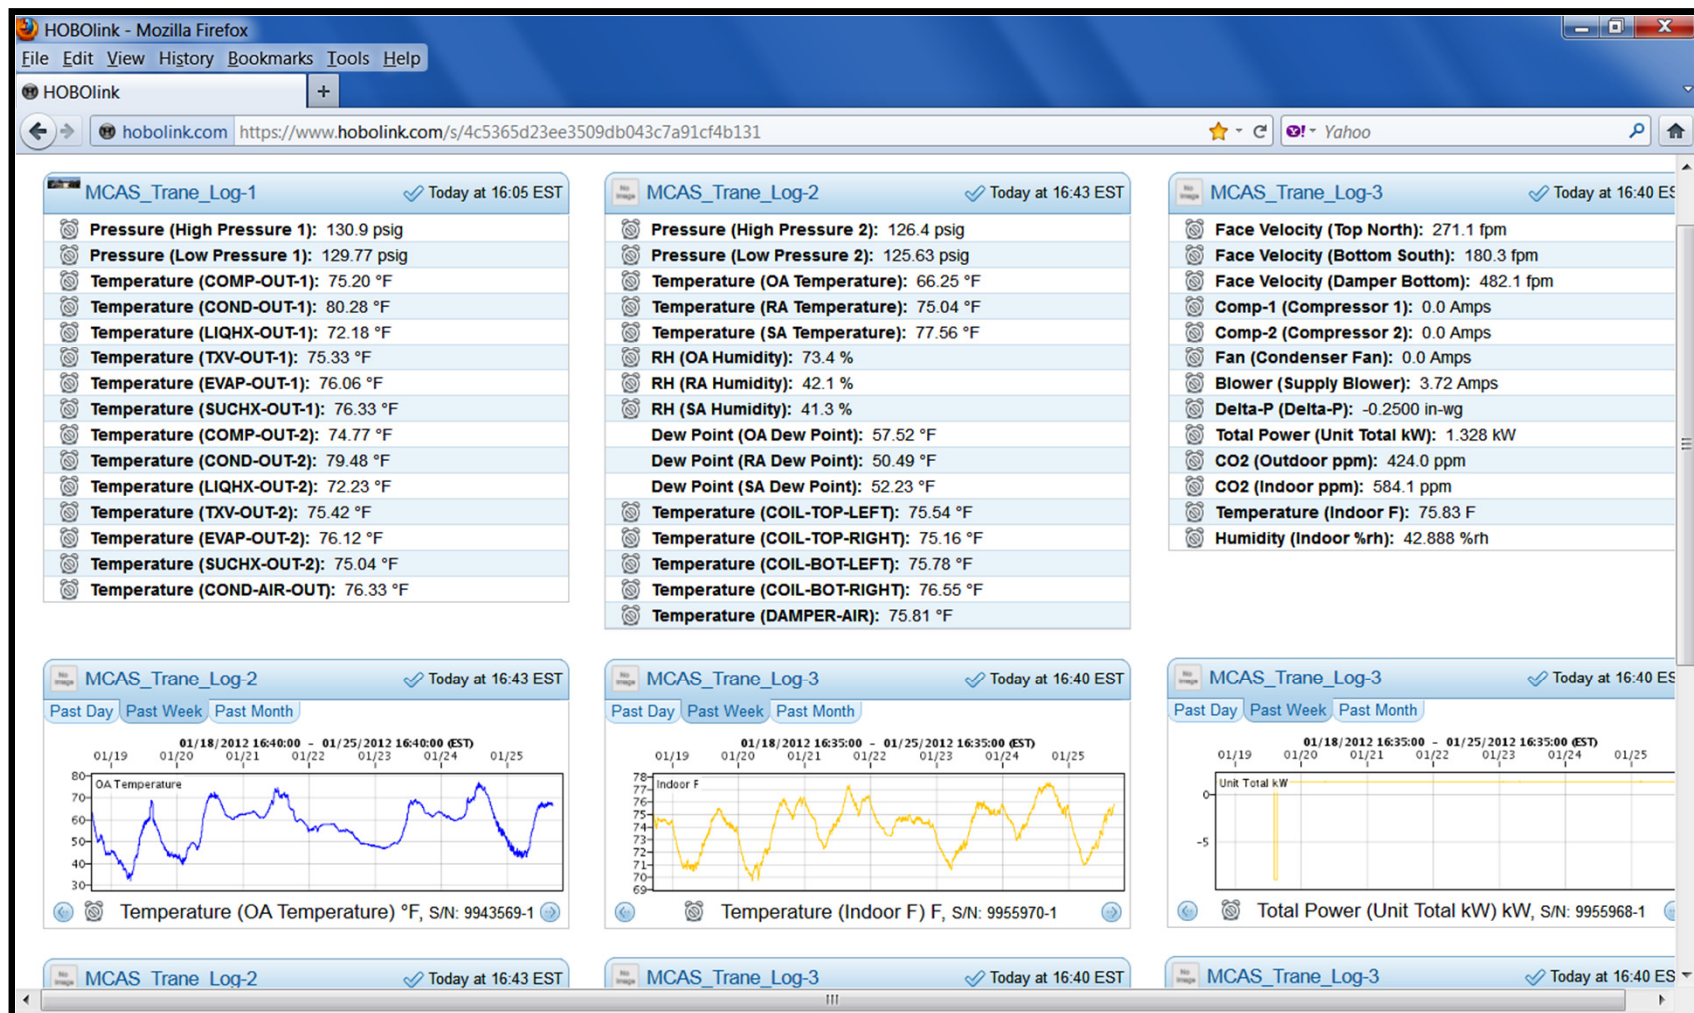 HOBOlink - Mozilla Firefox
File Edit View History Bookmarks Tools Help
HOBOlink +
hobolink.com https://www.hobolink.com/s/4c5365d23ee3509db043c7a91cf4b131 Yahoo
MCAS_Trane_Log-1 Today at 16:05 EST
Pressure (High Pressure 1): 130.9 psig
Pressure (Low Pressure 1): 129.77 psig
Temperature (COMP-OUT-1): 75.20 °F
Temperature (COND-OUT-1): 80.28 °F
Temperature (LIQHX-OUT-1): 72.18 °F
Temperature (TXV-OUT-1): 75.33 °F
Temperature (EVAP-OUT-1): 76.06 °F
Temperature (SUCHX-OUT-1): 76.33 °F
Temperature (COMP-OUT-2): 74.77 °F
Temperature (COND-OUT-2): 79.48 °F
Temperature (LIQHX-OUT-2): 72.23 °F
Temperature (TXV-OUT-2): 75.42 °F
Temperature (EVAP-OUT-2): 76.12 °F
Temperature (SUCHX-OUT-2): 75.04 °F
Temperature (COND-AIR-OUT): 76.33 °F
No Image
MCAS_Trane_Log-2 Today at 16:43 EST
Pressure (High Pressure 2): 126.4 psig
Pressure (Low Pressure 2): 125.63 psig
Temperature (OA Temperature): 66.25 °F
Temperature (RA Temperature): 75.04 °F
Temperature (SA Temperature): 77.56 °F
RH (OA Humidity): 73.4 %
RH (RA Humidity): 42.1 %
RH (SA Humidity): 41.3 %
Dew Point (OA Dew Point): 57.52 °F
Dew Point (RA Dew Point): 50.49 °F
Dew Point (SA Dew Point): 52.23 °F
Temperature (COIL-TOP-LEFT): 75.54 °F
Temperature (COIL-TOP-RIGHT): 75.16 °F
Temperature (COIL-BOT-LEFT): 75.78 °F
Temperature (COIL-BOT-RIGHT): 76.55 °F
Temperature (DAMPER-AIR): 75.81 °F
No Image
MCAS_Trane_Log-3 Today at 16:40 ES
Face Velocity (Top North): 271.1 fpm
Face Velocity (Bottom South): 180.3 fpm
Face Velocity (Damper Bottom): 482.1 fpm
Comp-1 (Compressor 1): 0.0 Amps
Comp-2 (Compressor 2): 0.0 Amps
Fan (Condenser Fan): 0.0 Amps
Blower (Supply Blower): 3.72 Amps
Delta-P (Delta-P): -0.2500 in-wg
Total Power (Unit Total kW): 1.328 kW
CO2 (Outdoor ppm): 424.0 ppm
CO2 (Indoor ppm): 584.1 ppm
Temperature (Indoor F): 75.83 F
Humidity (Indoor %rh): 42.888 %rh
No Image
MCAS_Trane_Log-2 Today at 16:43 EST
Past Day Past Week Past Month
01/18/2012 16:40:00 - 01/25/2012 16:40:00 (EST)
01/19 01/20 01/21 01/22 01/23 01/24 01/25
OA Temperature
80
70
60
50
40
30
Temperature (OA Temperature) °F, S/N: 9943569-1
No Image
MCAS_Trane_Log-3 Today at 16:40 EST
Past Day Past Week Past Month
01/18/2012 16:35:00 - 01/25/2012 16:35:00 (EST)
01/19 01/20 01/21 01/22 01/23 01/24 01/25
Indoor F
78
77
76
75
74
73
72
71
70
69
Temperature (Indoor F) F, S/N: 9955970-1
No Image
MCAS_Trane_Log-3 Today at 16:40 ES
Past Day Past Week Past Month
01/18/2012 16:35:00 - 01/25/2012 16:35:00 (EST)
01/19 01/20 01/21 01/22 01/23 01/24 01/25
Unit Total kW
0
-5
Total Power (Unit Total kW) kW, S/N: 9955968-1
No Image
MCAS_Trane_Log-2 Today at 16:43 EST
No Image
MCAS_Trane_Log-3 Today at 16:40 EST
No Image
MCAS_Trane_Log-3 Today at 16:40 ES